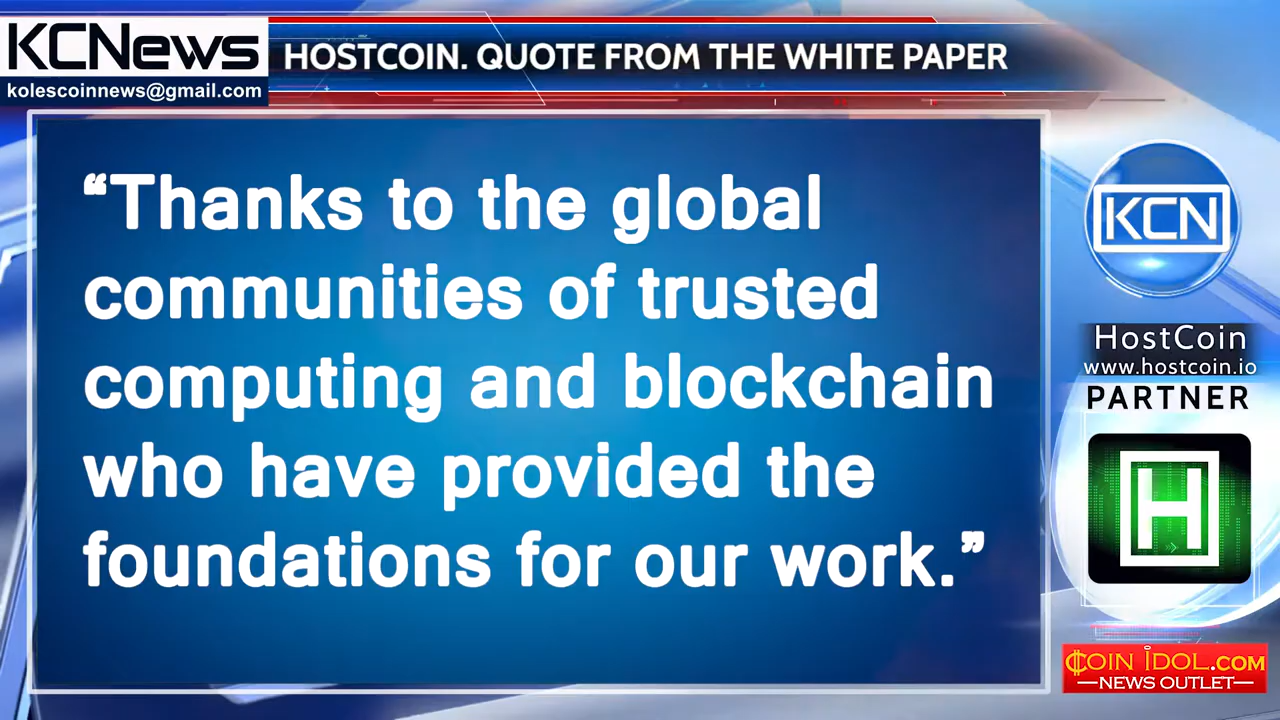 KCNews
kolescoinnews@gmail.com
HOSTCOIN. QUOTE FROM THE WHITE PAPER
“Thanks to the global
communities of trusted
computing and blockchain
who have provided the
foundations for our work.”
KCN
HostCoin
www.hostcoin.io
PARTNER
H
COIN IDOL.COM
—NEWS OUTLET—